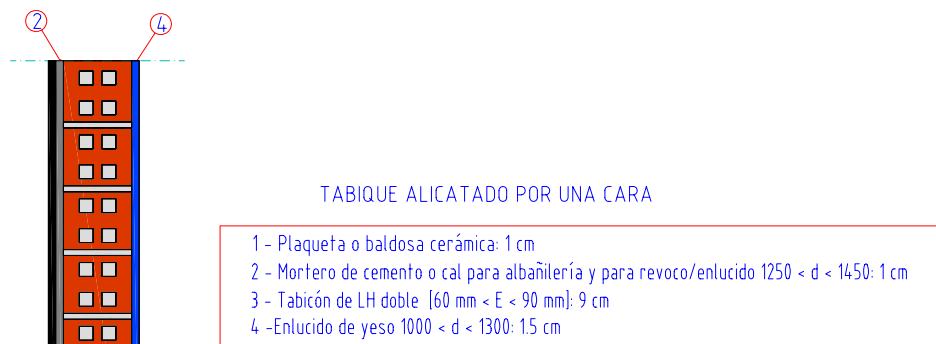 2
4
TABIQUE ALICATADO POR UNA CARA
1 - Plaqueta o baldosa cerámica: 1 cm
2 - Mortero de cemento o cal para albañilería y para revoco/enlucido 1250 < d < 1450: 1 cm
3 - Tabicón de LH doble [60 mm < E < 90 mm]: 9 cm
4 -Enlucido de yeso 1000 < d < 1300: 1.5 cm